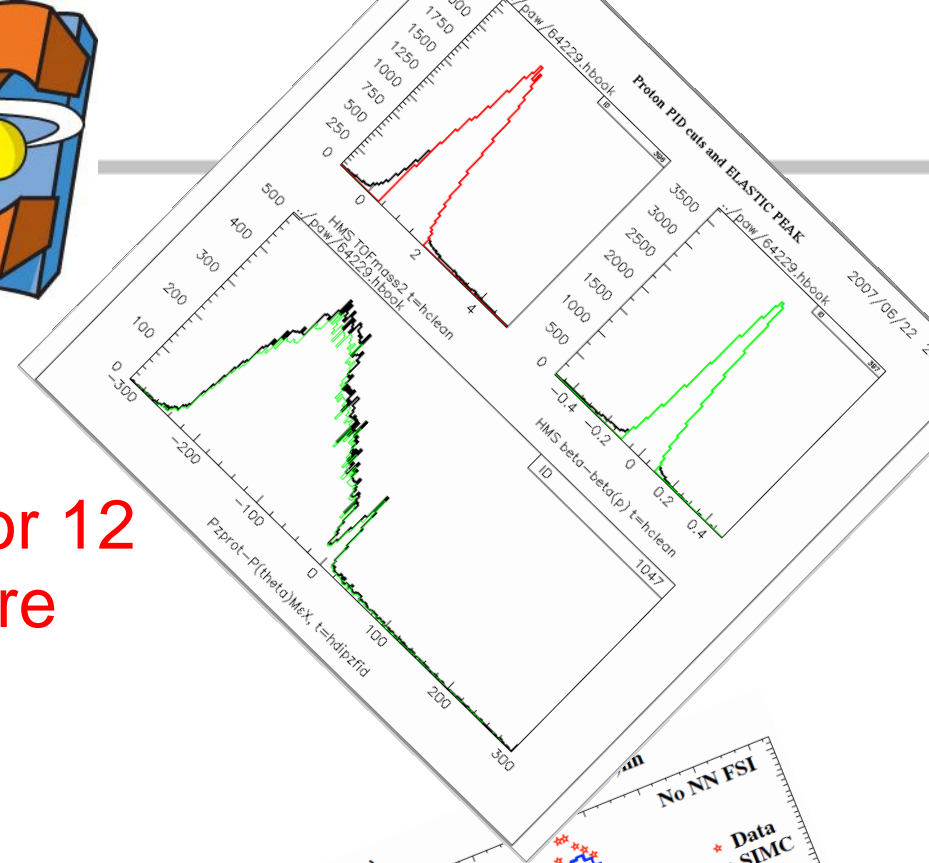 Proton PID cuts and ELASTIC PEAK
2007/06/22
../paw/64229.hbook
ID
396
1750
1500
1250
1000
750
500
250
0
0
2
4
HMS TOFmass2 t=hclean
../paw/64229.hbook
ID
397
3500
3000
2500
2000
1500
1000
500
0
-0.4
-0.2
0
0.2
0.4
HMS beta-beta(p) t=hclean
../paw/64229.hbook
ID
1047
500
400
300
200
100
0
-300
-200
-100
0
100
200
300
Pzprot-P(theta)MeX, t=hdipzfid
or 12
re
No NN FSI
Data
SIMC